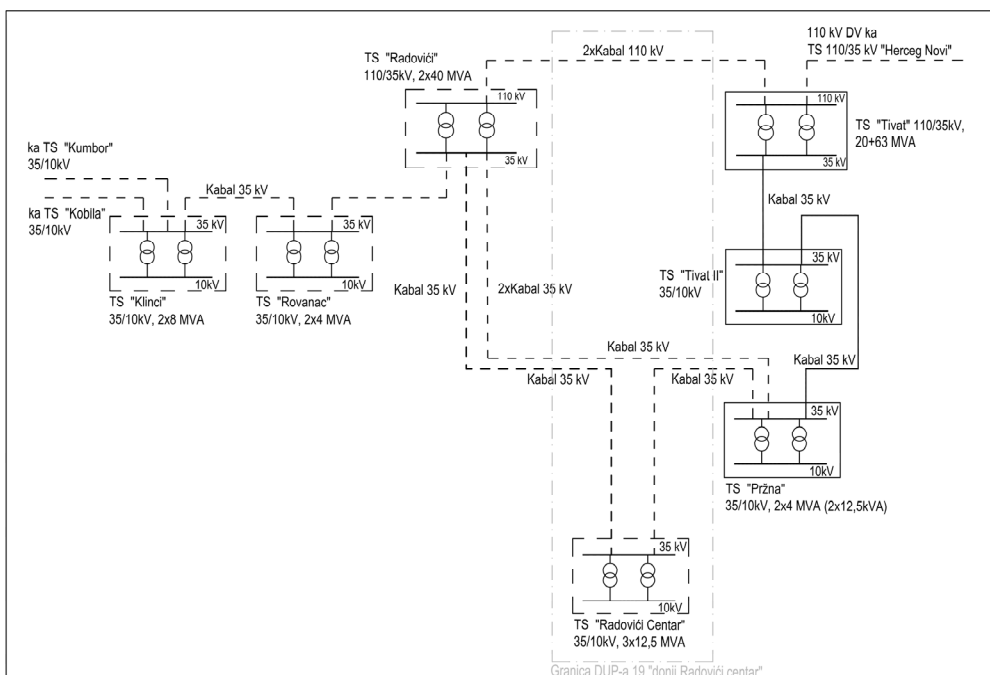 110 kV DV ka
TS 110/35 kV "Herceg Novi"
2xKabal 110 kV
TS "Radovići"
110/35kV, 2x40 MVA
110 kV
35 kV
110 kV
35 kV
TS "Tivat" 110/35kV,
20+63 MVA
ka TS "Kumbor"
35/10kV
ka TS "Kobila"
35/10kV
Kabal 35 kV
35 kV
10kV
TS "Klinci"
35/10kV, 2x8 MVA
35 kV
10kV
TS "Rovanac"
35/10kV, 2x4 MVA
Kabal 35 kV
2xKabal 35 kV
Kabal 35 kV
TS "Tivat II"
35/10kV
35 kV
10kV
Kabal 35 kV
Kabal 35 kV
Kabal 35 kV
Kabal 35 kV
35 kV
10kV
TS "Pržna"
35/10kV, 2x4 MVA (2x12,5kVA)
35 kV
10kV
TS "Radovići Centar"
35/10kV, 3x12,5 MVA
Granica DUP-a 19 "donji Radovići centar"